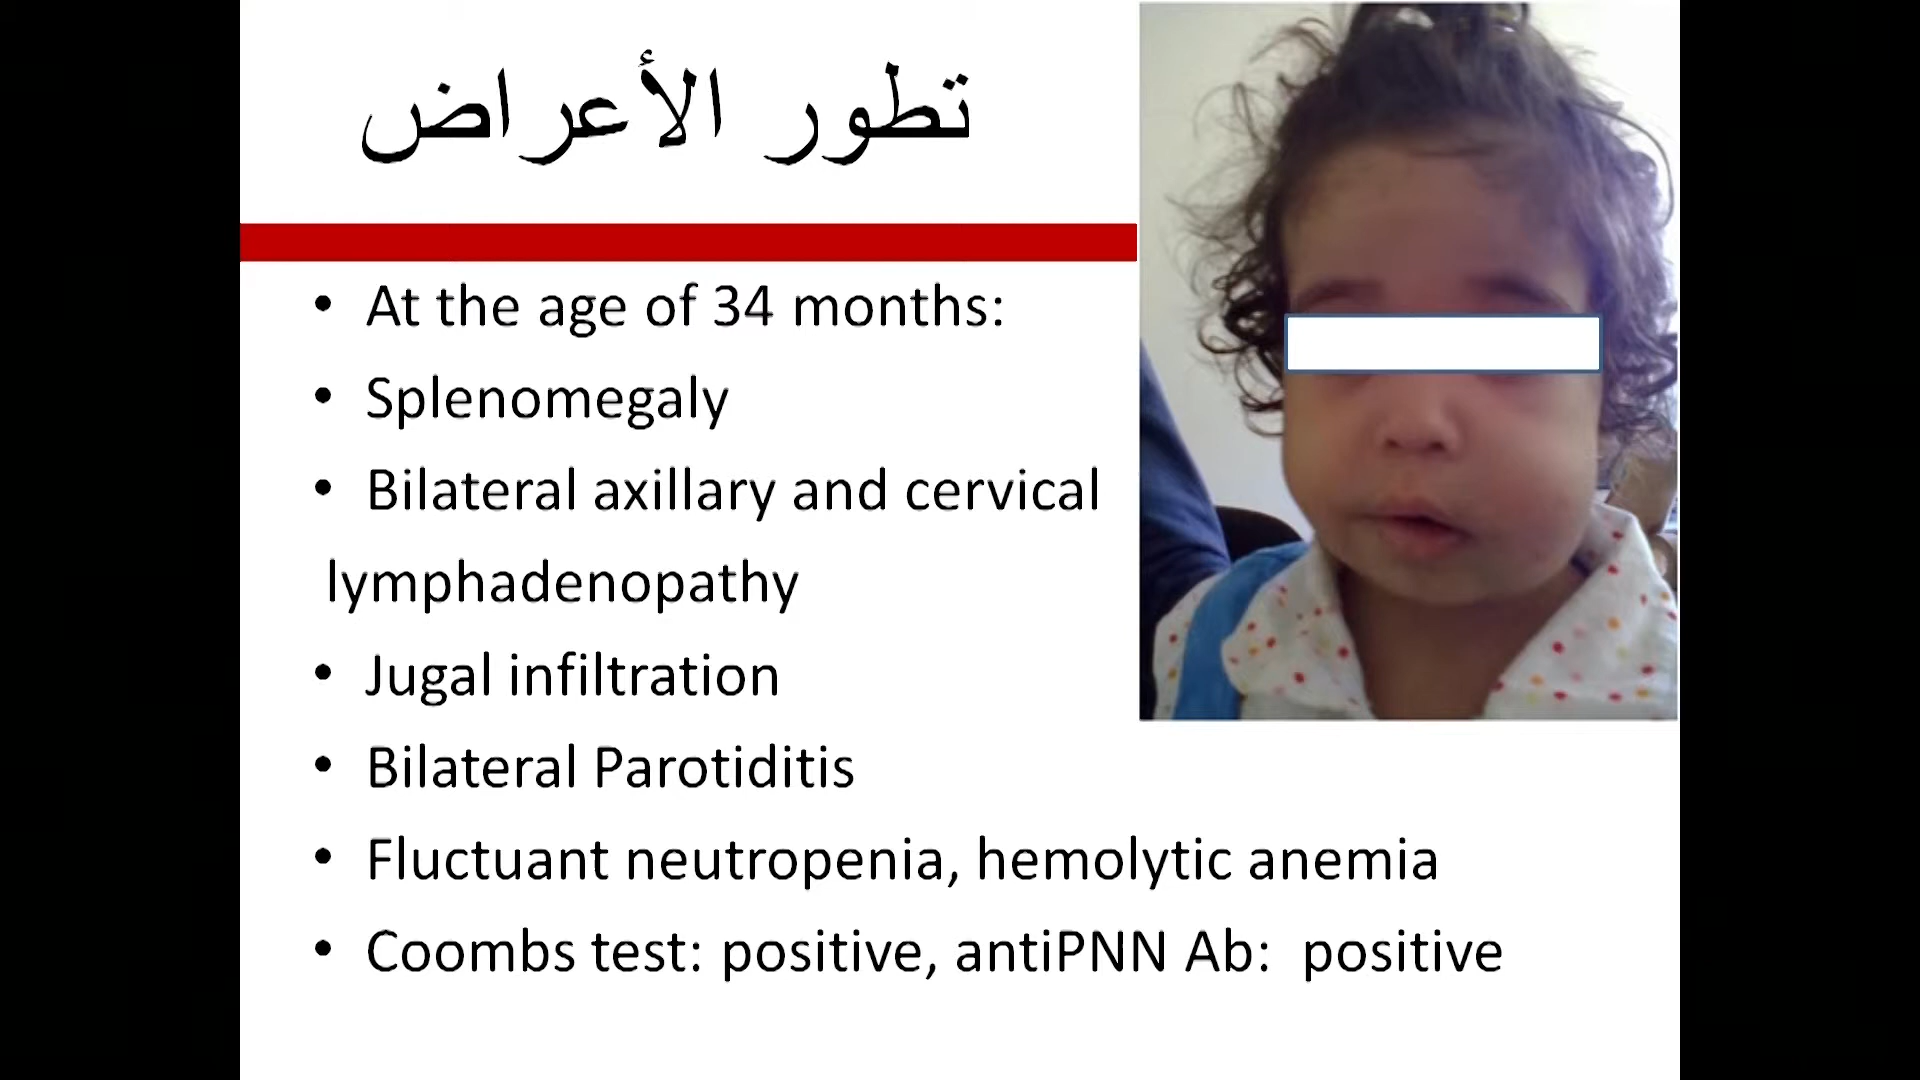 تطور الأعراض
• At the age of 34 months:
• Splenomegaly
• Bilateral axillary and cervical
lymphadenopathy
• Jugal infiltration
• Bilateral Parotiditis
• Fluctuant neutropenia, hemolytic anemia
• Coombs test: positive, antiPNN Ab:  positive